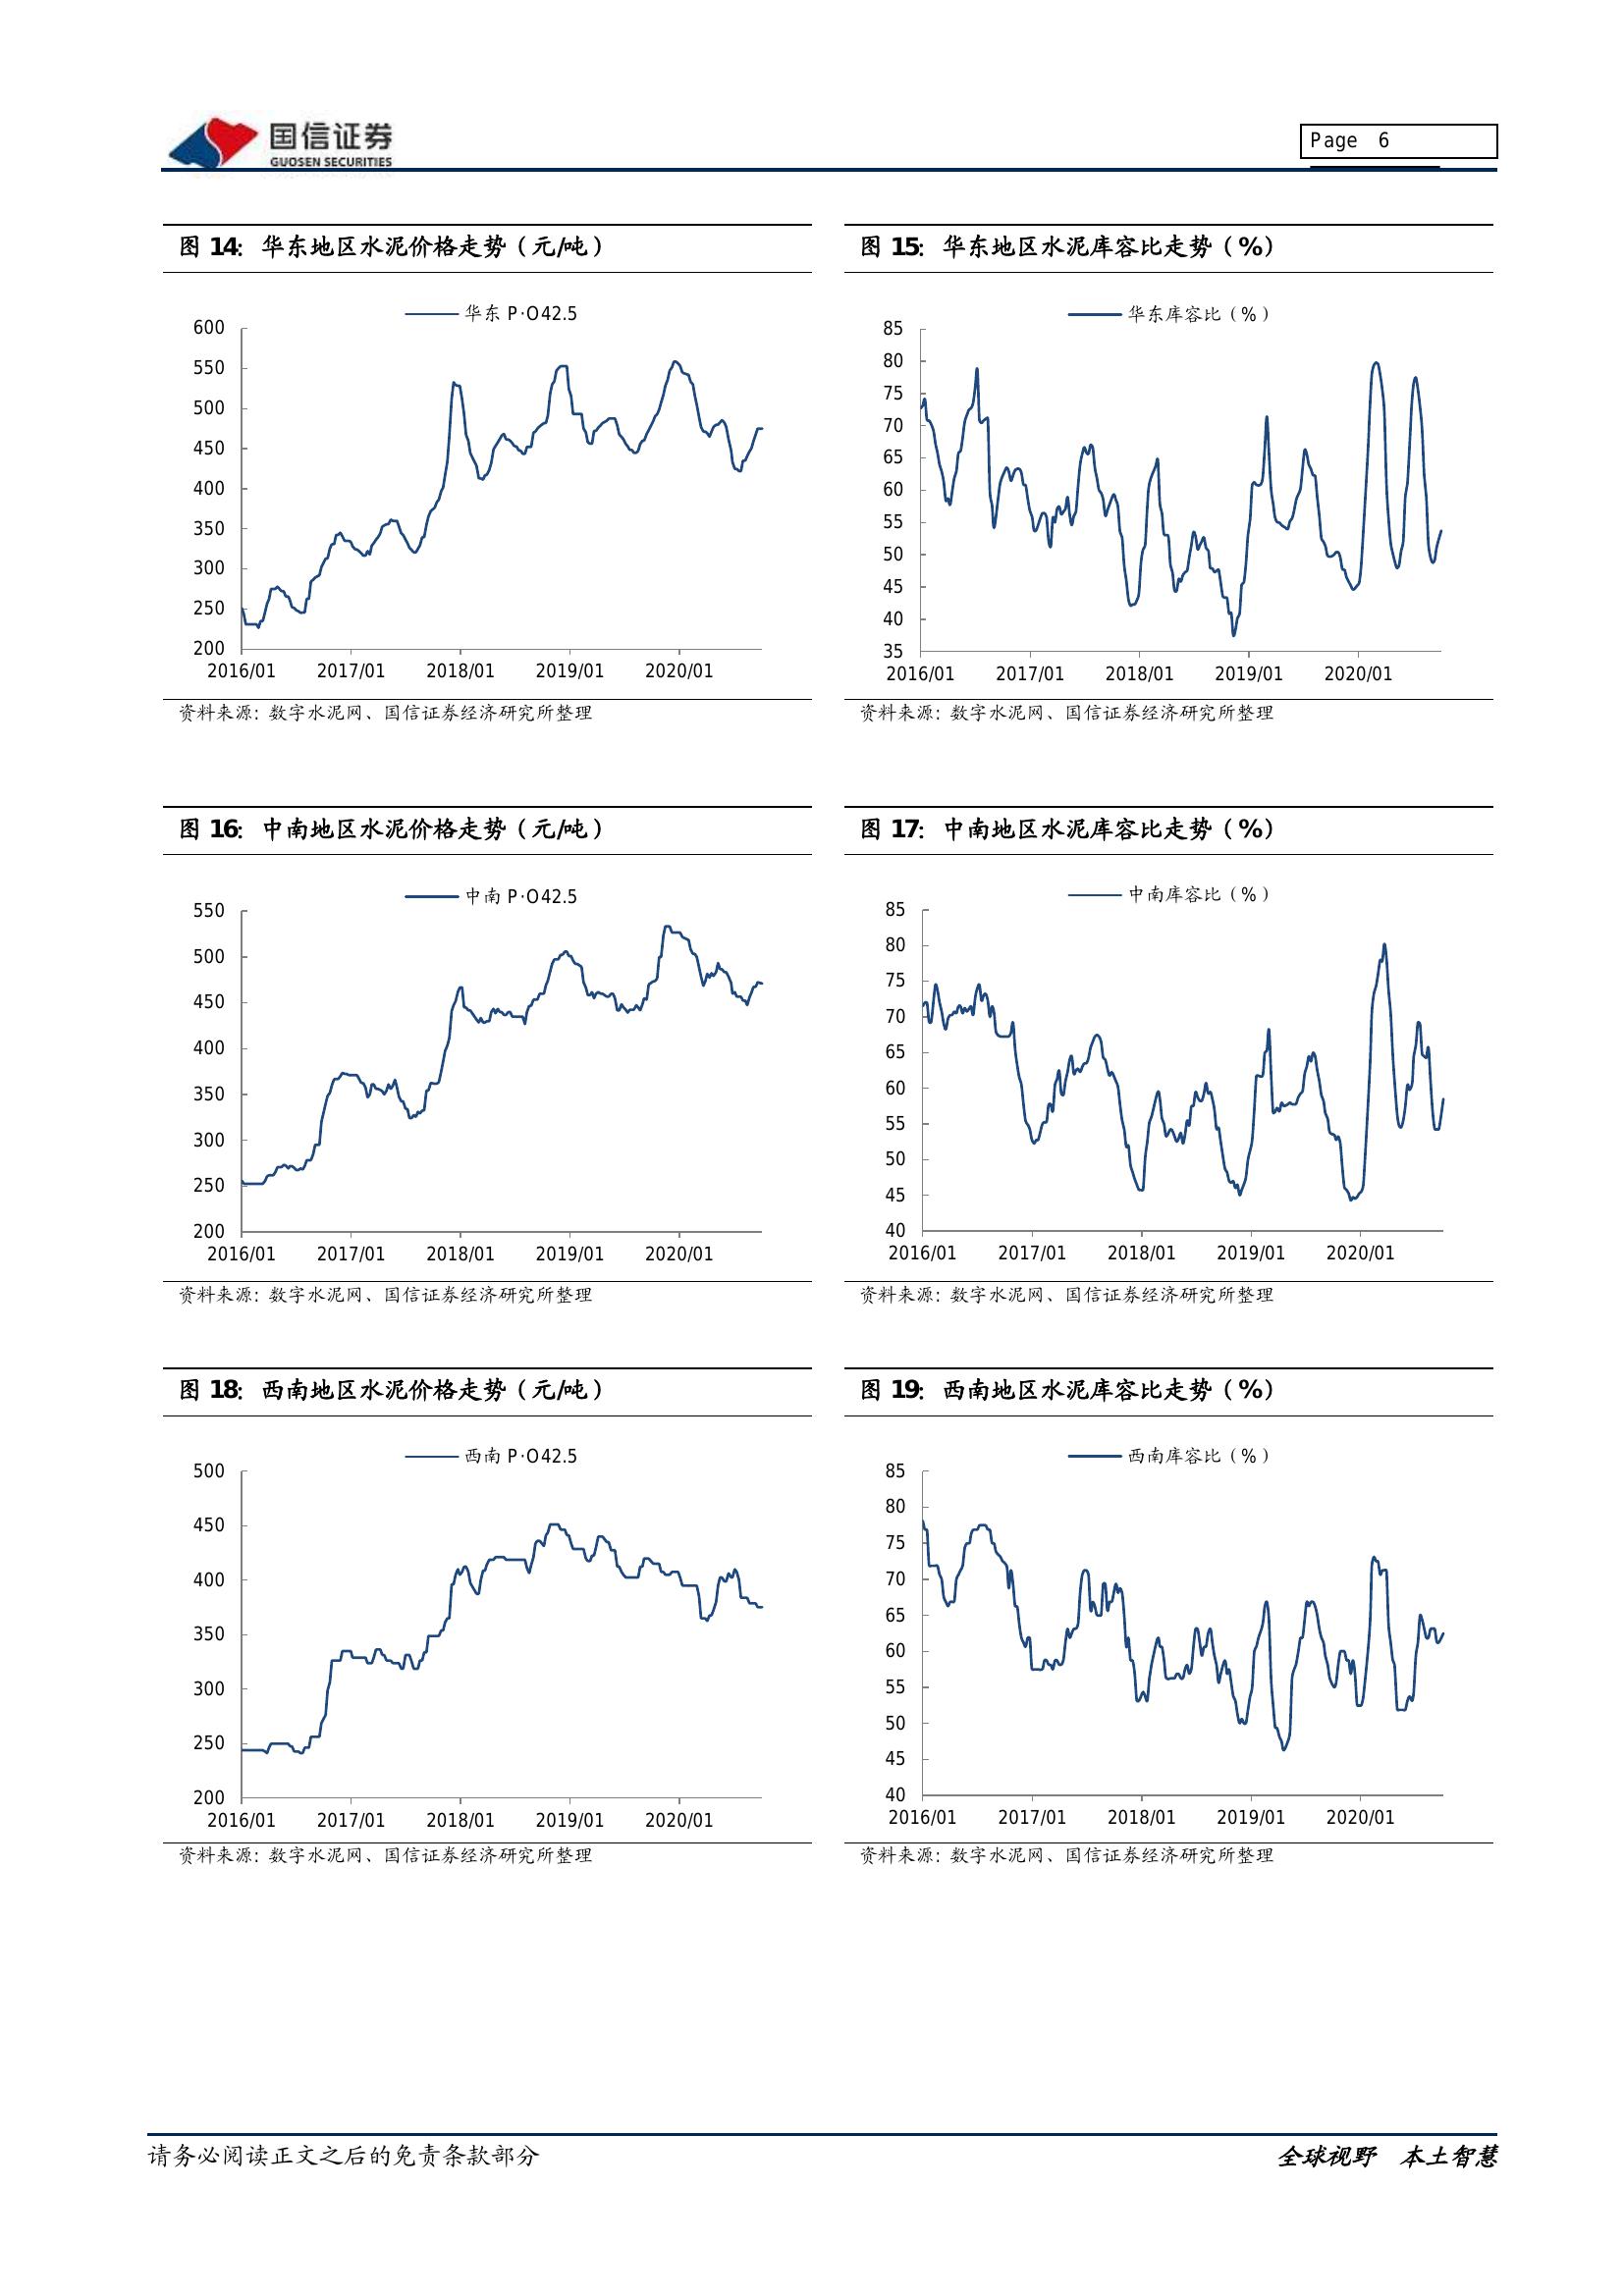 国信证券
GUOSEN SECURITIES
Page 6
图 14: 华东地区水泥价格走势（元/吨）
华东 P·O42.5
600
550
500
450
400
350
300
250
200
2016/01 2017/01 2018/01 2019/01 2020/01
资料来源: 数字水泥网、国信证券经济研究所整理
图 15: 华东地区水泥库容比走势（%）
华东库容比（%）
85
80
75
70
65
60
55
50
45
40
35
2016/01 2017/01 2018/01 2019/01 2020/01
资料来源: 数字水泥网、国信证券经济研究所整理
图 16: 中南地区水泥价格走势（元/吨）
中南 P·O42.5
550
500
450
400
350
300
250
200
2016/01 2017/01 2018/01 2019/01 2020/01
资料来源: 数字水泥网、国信证券经济研究所整理
图 17: 中南地区水泥库容比走势（%）
中南库容比（%）
85
80
75
70
65
60
55
50
45
40
2016/01 2017/01 2018/01 2019/01 2020/01
资料来源: 数字水泥网、国信证券经济研究所整理
图 18: 西南地区水泥价格走势（元/吨）
西南 P·O42.5
500
450
400
350
300
250
200
2016/01 2017/01 2018/01 2019/01 2020/01
资料来源: 数字水泥网、国信证券经济研究所整理
图 19: 西南地区水泥库容比走势（%）
西南库容比（%）
85
80
75
70
65
60
55
50
45
40
2016/01 2017/01 2018/01 2019/01 2020/01
资料来源: 数字水泥网、国信证券经济研究所整理
请务必阅读正文之后的免责条款部分
全球视野 本土智慧